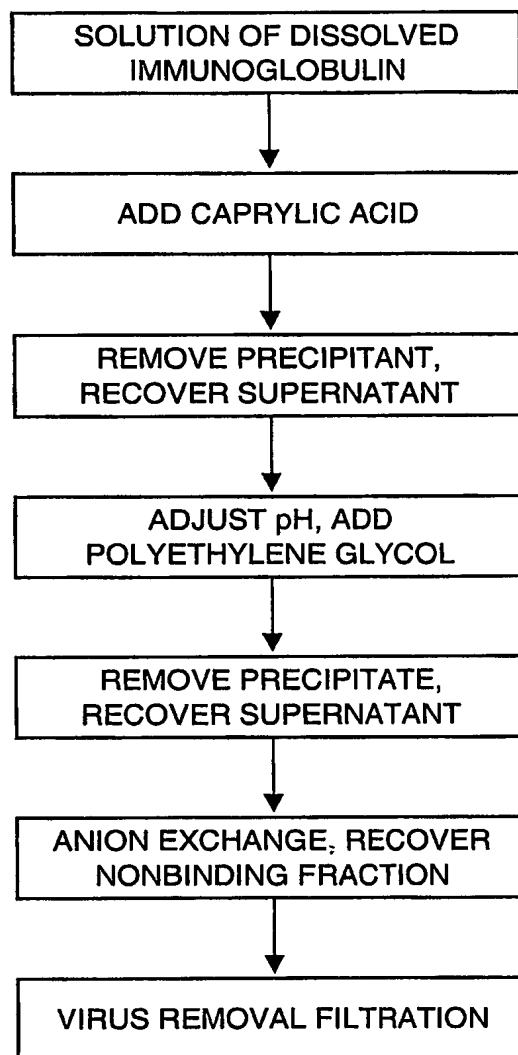 SOLUTION OF DISSOLVED
IMMUNOGLOBULIN
ADD CAPRYLIC ACID
REMOVE PRECIPITANT,
RECOVER SUPERNATANT
ADJUST pH, ADD
POLYETHYLENE GLYCOL
REMOVE PRECIPITATE,
RECOVER SUPERNATANT
ANION EXCHANGE, RECOVER
NONBINDING FRACTION
VIRUS REMOVAL FILTRATION